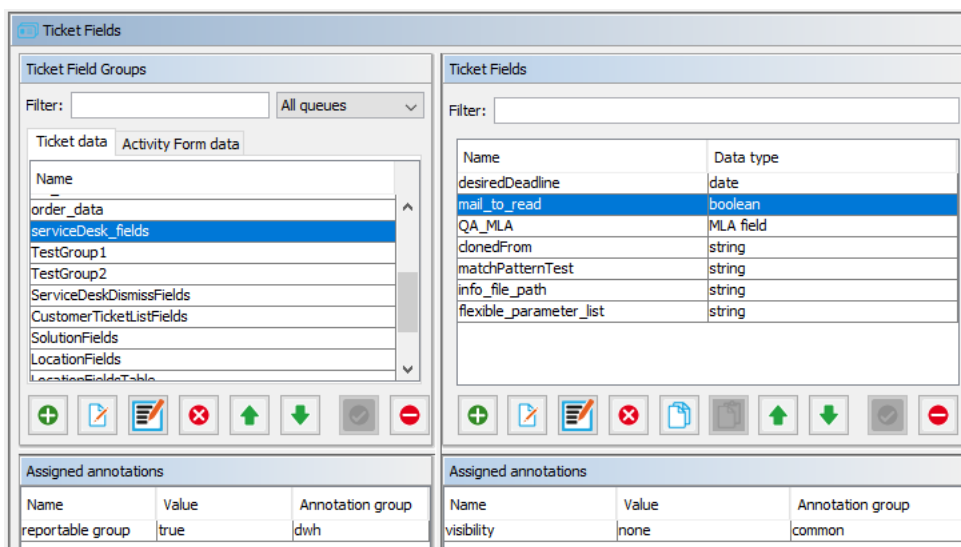 Ticket Fields
Ticket Field Groups
Filter:
All queues
Ticket data
Activity Form data
Name
order_data
serviceDesk_fields
TestGroup1
TestGroup2
ServiceDeskDismissFields
CustomerTicketListFields
SolutionFields
LocationFields
LocationFieldsTable
Assigned annotations
Name Value Annotation group
reportable group true dwh
Ticket Fields
Filter:
Name Data type
desiredDeadline date
mail_to_read boolean
QA_MLA MLA field
clonedFrom string
matchPatternTest string
info_file_path string
flexible_parameter_list string
Assigned annotations
Name Value Annotation group
visibility none common